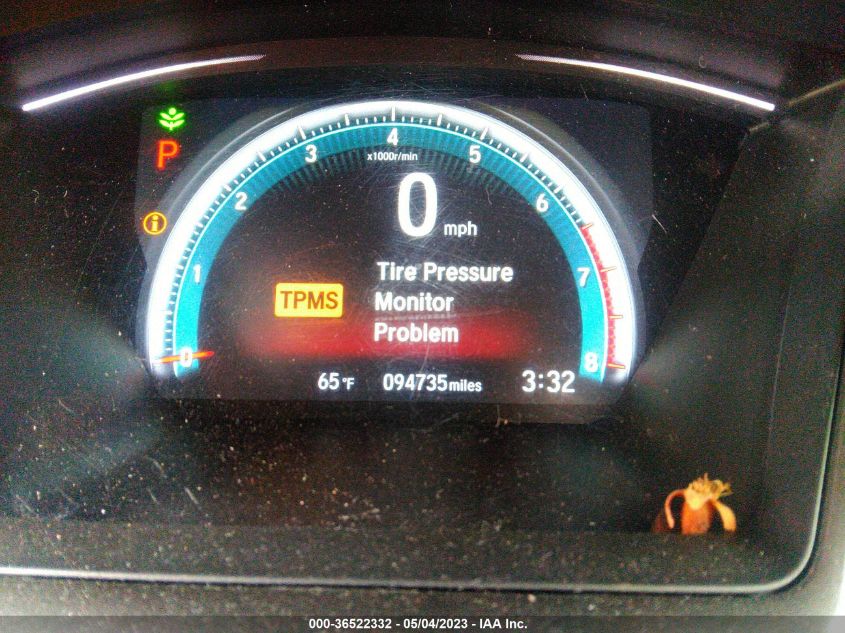 P
0 1 2 3 4 5 6 7 8
x1000r/min
0 mph
TPMS
Tire Pressure
Monitor
Problem
65°F 094735 miles 3:32
000-36522332 - 05/04/2023 - IAA Inc.